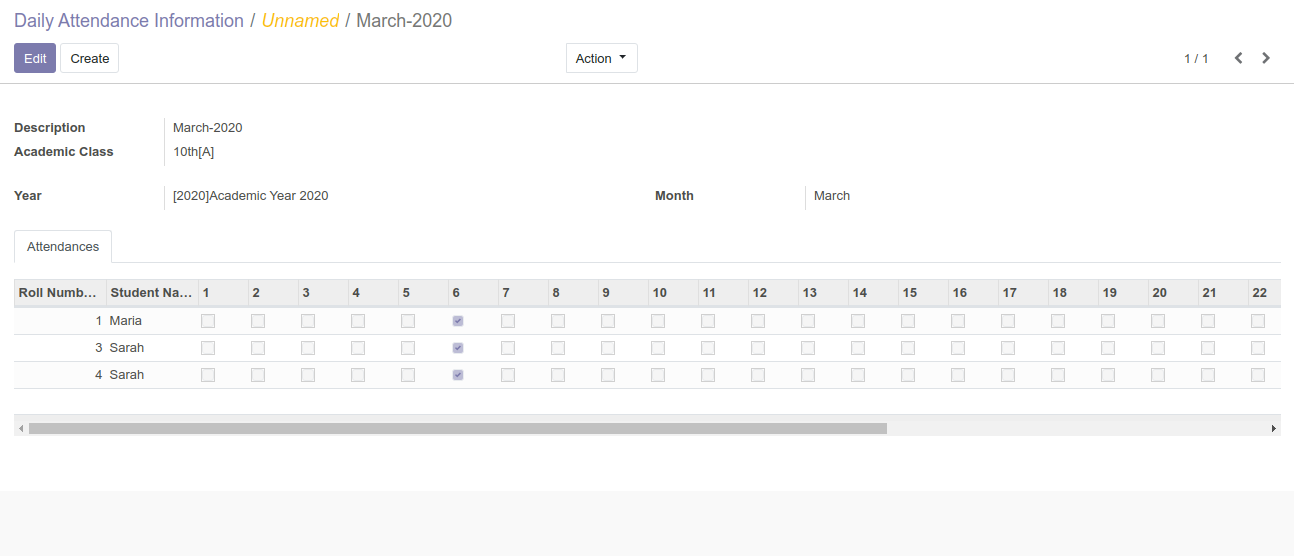 Daily Attendance Information / Unnamed / March-2020
Edit Create Action 1 / 1
Description March-2020
Academic Class 10th[A]
Year [2020]Academic Year 2020 Month March
Attendances
Roll Numb... Student Na... 1 2 3 4 5 6 7 8 9 10 11 12 13 14 15 16 17 18 19 20 21 22
1 Maria
3 Sarah
4 Sarah